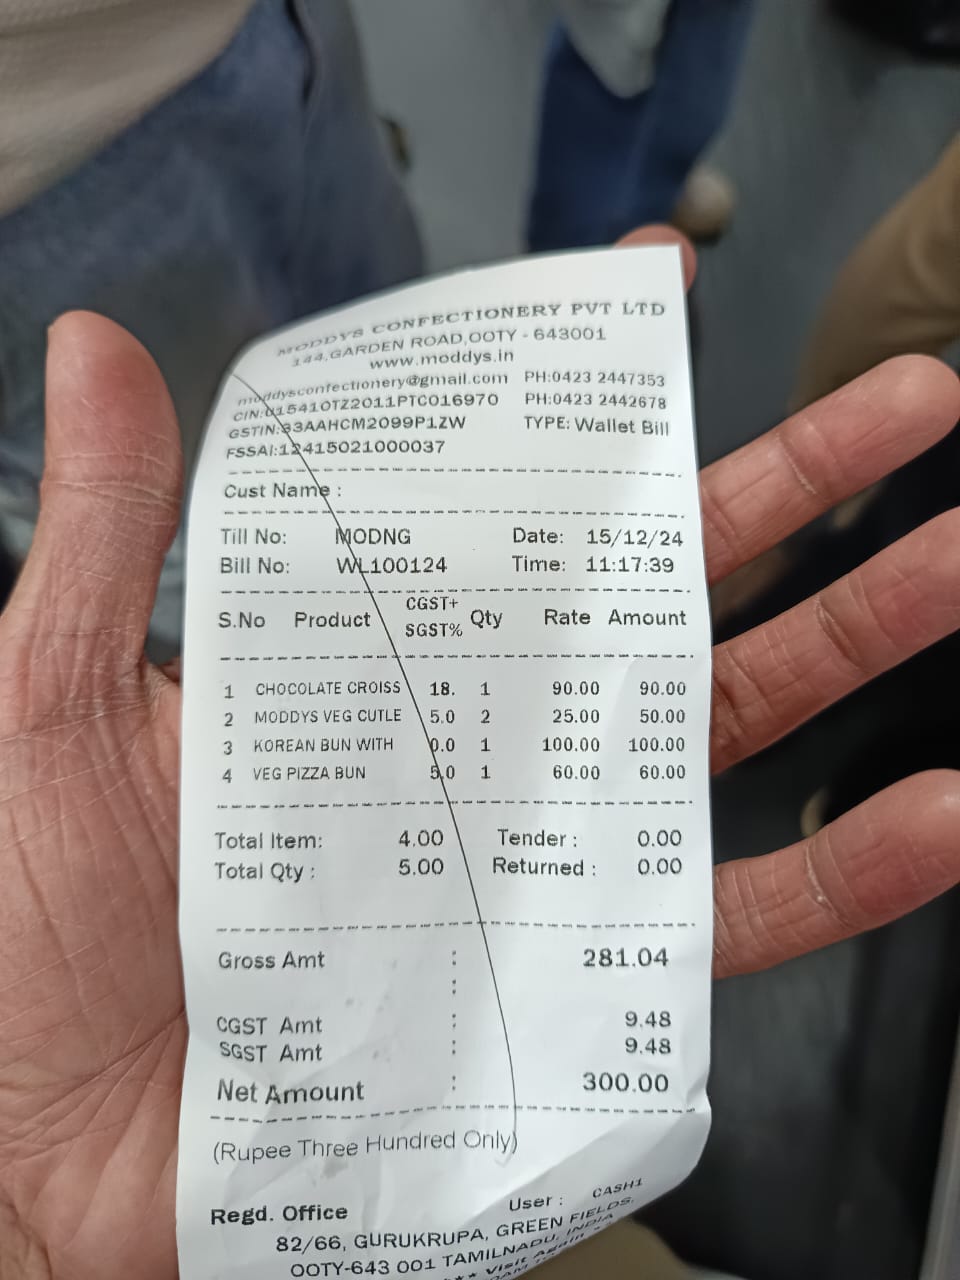 MODDYS CONFECTIONERY PVT LTD
144,GARDEN ROAD,OOTY - 643001
www.moddys.in
moddysconfectionery@gmail.com PH:0423 2447353
CIN:U15410TZ2011PTC016970 PH:0423 2442678
GSTIN:33AAHCM2099P1ZW TYPE: Wallet Bill
FSSAI:12415021000037
Cust Name :
Till No: MODNG Date: 15/12/24
Bill No: WL100124 Time: 11:17:39
S.No Product CGST+ SGST% Qty Rate Amount
1 CHOCOLATE CROISS 18. 1 90.00 90.00
2 MODDYS VEG CUTLE 5.0 2 25.00 50.00
3 KOREAN BUN WITH 0.0 1 100.00 100.00
4 VEG PIZZA BUN 5.0 1 60.00 60.00
Total Item: 4.00 Tender : 0.00
Total Qty : 5.00 Returned : 0.00
Gross Amt : 281.04
:
CGST Amt : 9.48
SGST Amt : 9.48
Net Amount : 300.00
(Rupee Three Hundred Only)
Regd. Office User : CASH1
82/66, GURUKRUPA, GREEN FIELDS,
OOTY-643 001 TAMILNADU, INDIA
*** Visit Again